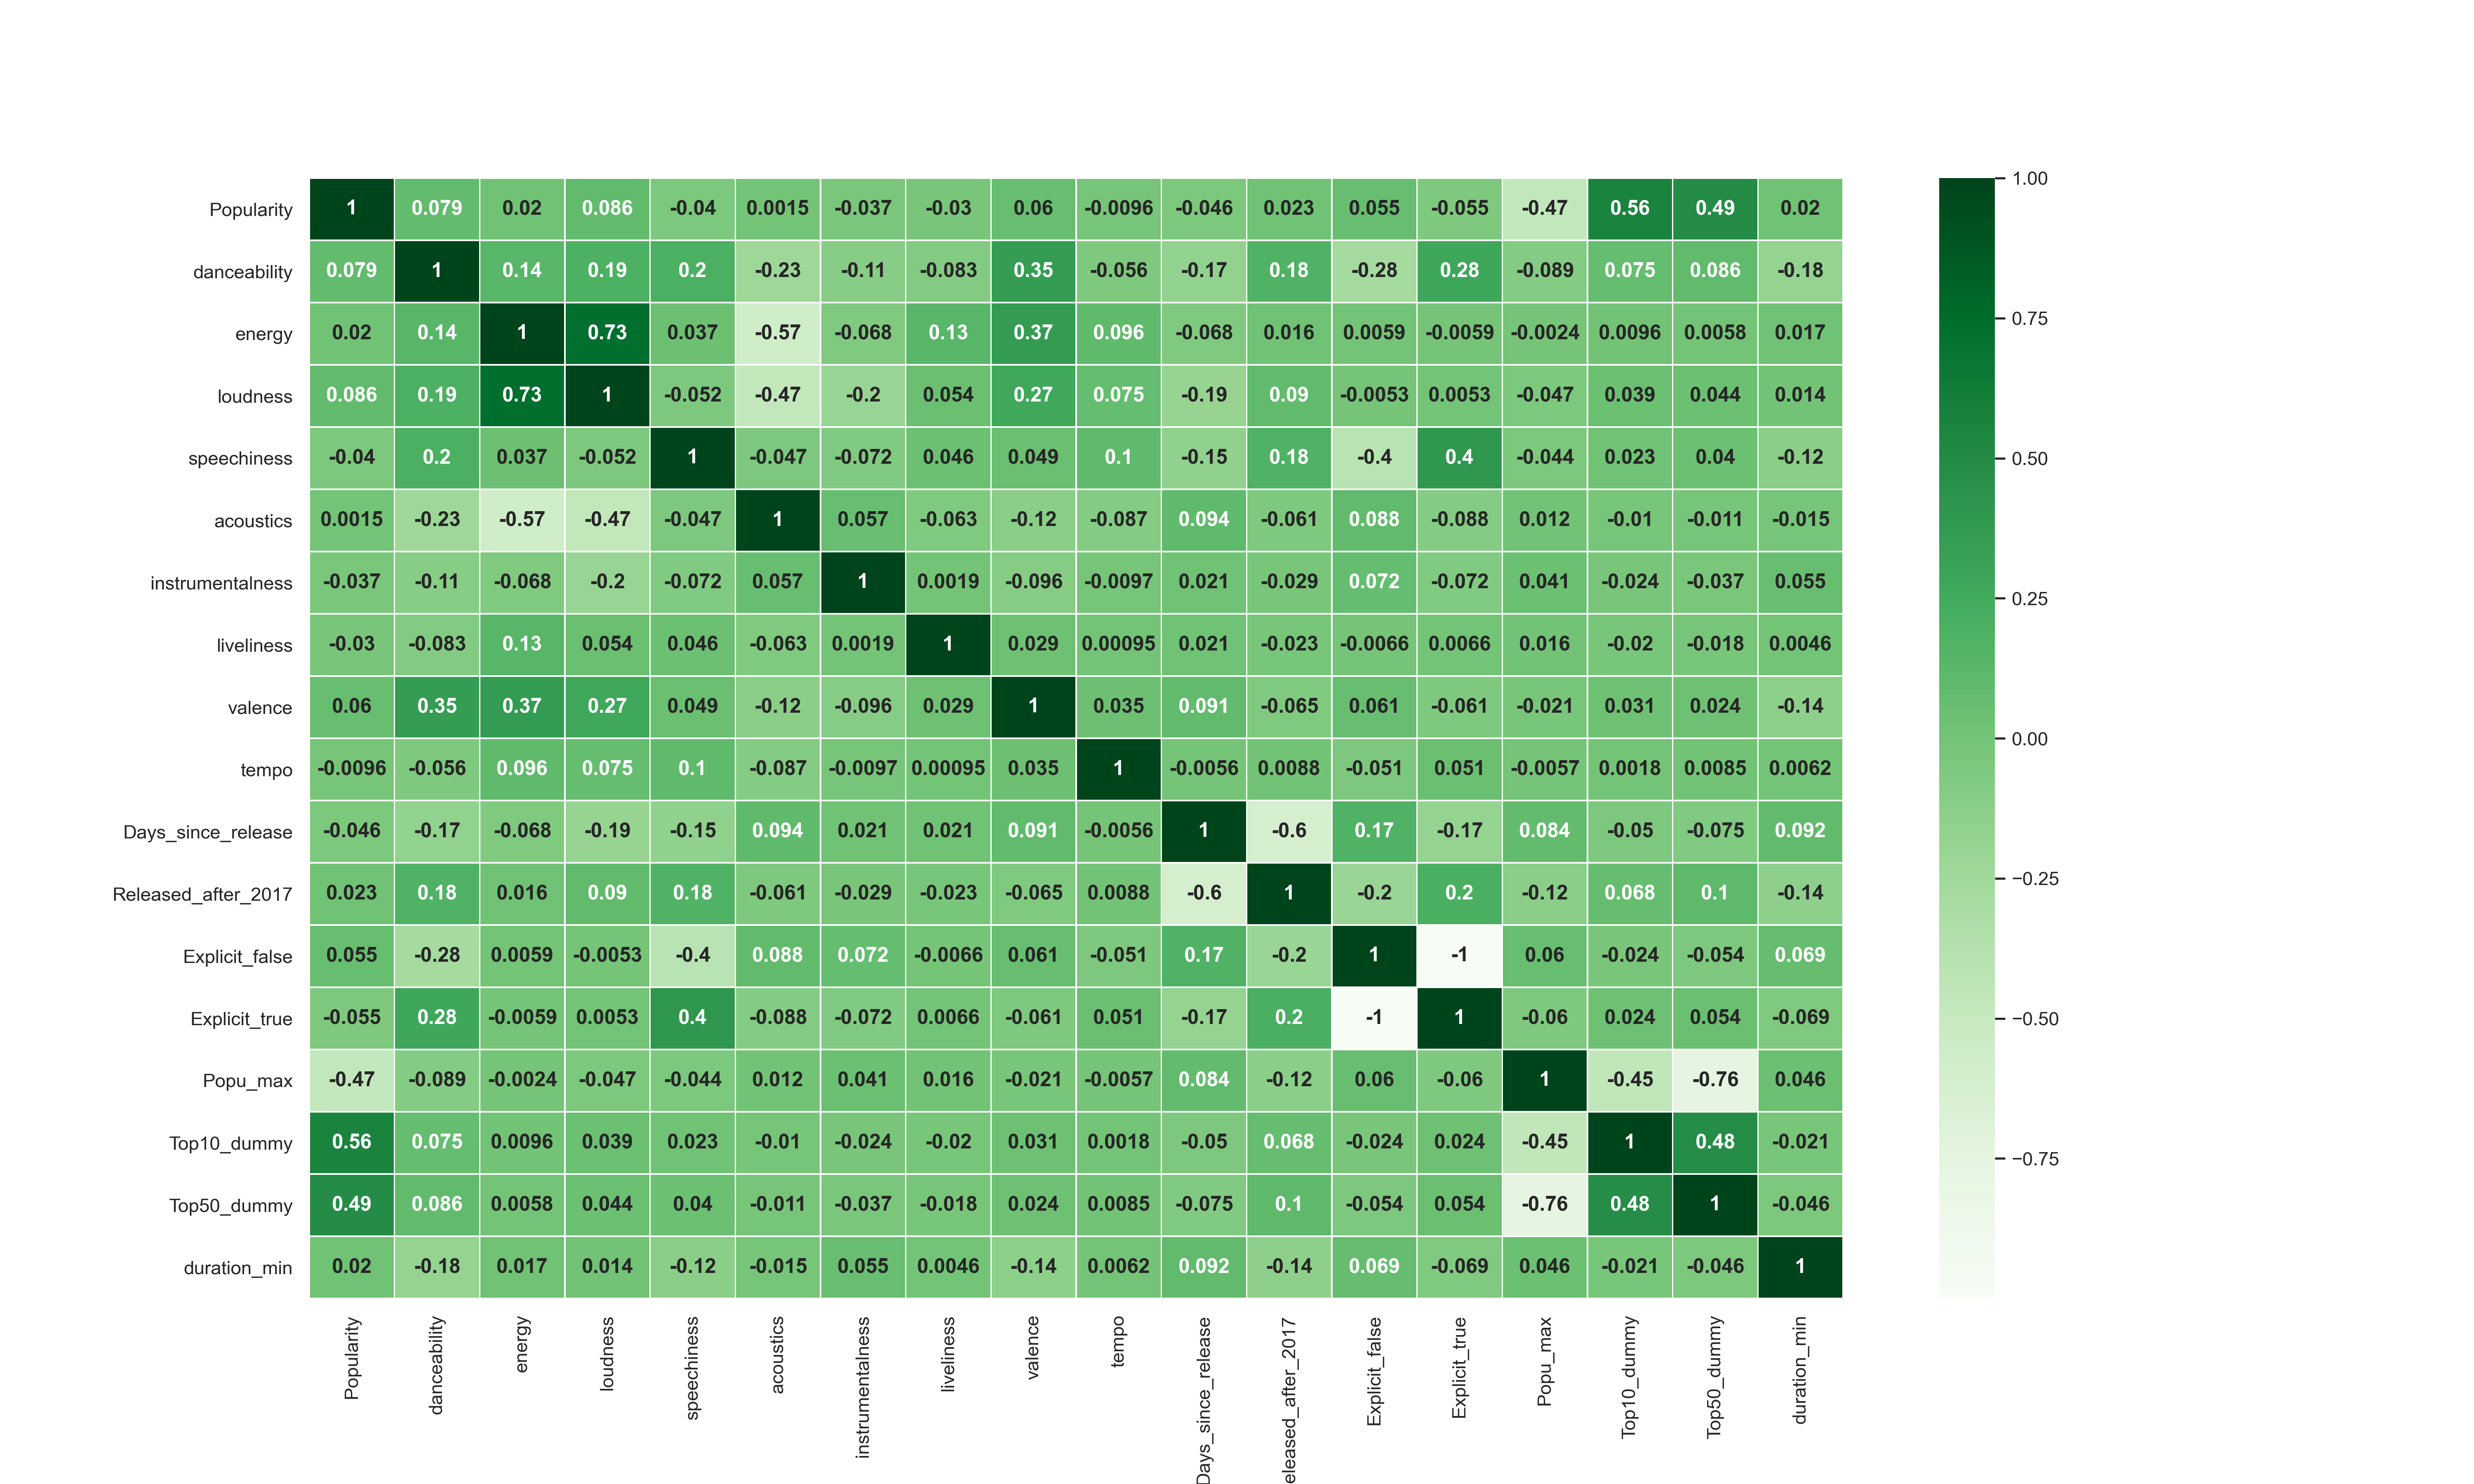 Popularity 1 0.079 0.02 0.086 -0.04 0.0015 -0.037 -0.03 0.06 -0.0096 -0.046 0.023 0.055 -0.055 -0.47 0.56 0.49 0.02
danceability 0.079 1 0.14 0.19 0.2 -0.23 -0.11 -0.083 0.35 -0.056 -0.17 0.18 -0.28 0.28 -0.089 0.075 0.086 -0.18
energy 0.02 0.14 1 0.73 0.037 -0.57 -0.068 0.13 0.37 0.096 -0.068 0.016 0.0059 -0.0059 -0.0024 0.0096 0.0058 0.017
loudness 0.086 0.19 0.73 1 -0.052 -0.47 -0.2 0.054 0.27 0.075 -0.19 0.09 -0.0053 0.0053 -0.047 0.039 0.044 0.014
speechiness -0.04 0.2 0.037 -0.052 1 -0.047 -0.072 0.046 0.049 0.1 -0.15 0.18 -0.4 0.4 -0.044 0.023 0.04 -0.12
acoustics 0.0015 -0.23 -0.57 -0.47 -0.047 1 0.057 -0.063 -0.12 -0.087 0.094 -0.061 0.088 -0.088 0.012 -0.01 -0.011 -0.015
instrumentalness -0.037 -0.11 -0.068 -0.2 -0.072 0.057 1 0.0019 -0.096 -0.0097 0.021 -0.029 0.072 -0.072 0.041 -0.024 -0.037 0.055
liveliness -0.03 -0.083 0.13 0.054 0.046 -0.063 0.0019 1 0.029 0.00095 0.021 -0.023 -0.0066 0.0066 0.016 -0.02 -0.018 0.0046
valence 0.06 0.35 0.37 0.27 0.049 -0.12 -0.096 0.029 1 0.035 0.091 -0.065 0.061 -0.061 -0.021 0.031 0.024 -0.14
tempo -0.0096 -0.056 0.096 0.075 0.1 -0.087 -0.0097 0.00095 0.035 1 -0.0056 0.0088 -0.051 0.051 -0.0057 0.0018 0.0085 0.0062
Days_since_release -0.046 -0.17 -0.068 -0.19 -0.15 0.094 0.021 0.021 0.091 -0.0056 1 -0.6 0.17 -0.17 0.084 -0.05 -0.075 0.092
Released_after_2017 0.023 0.18 0.016 0.09 0.18 -0.061 -0.029 -0.023 -0.065 0.0088 -0.6 1 -0.2 0.2 -0.12 0.068 0.1 -0.14
Explicit_false 0.055 -0.28 0.0059 -0.0053 -0.4 0.088 0.072 -0.0066 0.061 -0.051 0.17 -0.2 1 -1 0.06 -0.024 -0.054 0.069
Explicit_true -0.055 0.28 -0.0059 0.0053 0.4 -0.088 -0.072 0.0066 -0.061 0.051 -0.17 0.2 -1 1 -0.06 0.024 0.054 -0.069
Popu_max -0.47 -0.089 -0.0024 -0.047 -0.044 0.012 0.041 0.016 -0.021 -0.0057 0.084 -0.12 0.06 -0.06 1 -0.45 -0.76 0.046
Top10_dummy 0.56 0.075 0.0096 0.039 0.023 -0.01 -0.024 -0.02 0.031 0.0018 -0.05 0.068 -0.024 0.024 -0.45 1 0.48 -0.021
Top50_dummy 0.49 0.086 0.0058 0.044 0.04 -0.011 -0.037 -0.018 0.024 0.0085 -0.075 0.1 -0.054 0.054 -0.76 0.48 1 -0.046
duration_min 0.02 -0.18 0.017 0.014 -0.12 -0.015 0.055 0.0046 -0.14 0.0062 0.092 -0.14 0.069 -0.069 0.046 -0.021 -0.046 1
Popularity
danceability
energy
loudness
speechiness
acoustics
instrumentalness
liveliness
valence
tempo
Days_since_release
eleased_after_2017
Explicit_false
Explicit_true
Popu_max
Top10_dummy
Top50_dummy
duration_min
1.00
0.75
0.50
0.25
0.00
−0.25
−0.50
−0.75